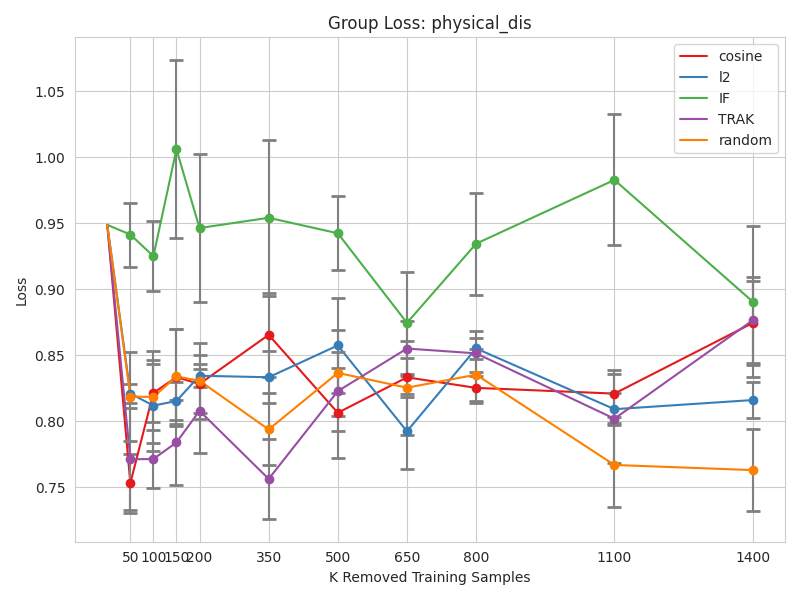 Group Loss: physical_dis
cosine
l2
IF
TRAK
random
Loss
1.05
1.00
0.95
0.90
0.85
0.80
0.75
50 100 150 200 350 500 650 800 1100 1400
K Removed Training Samples